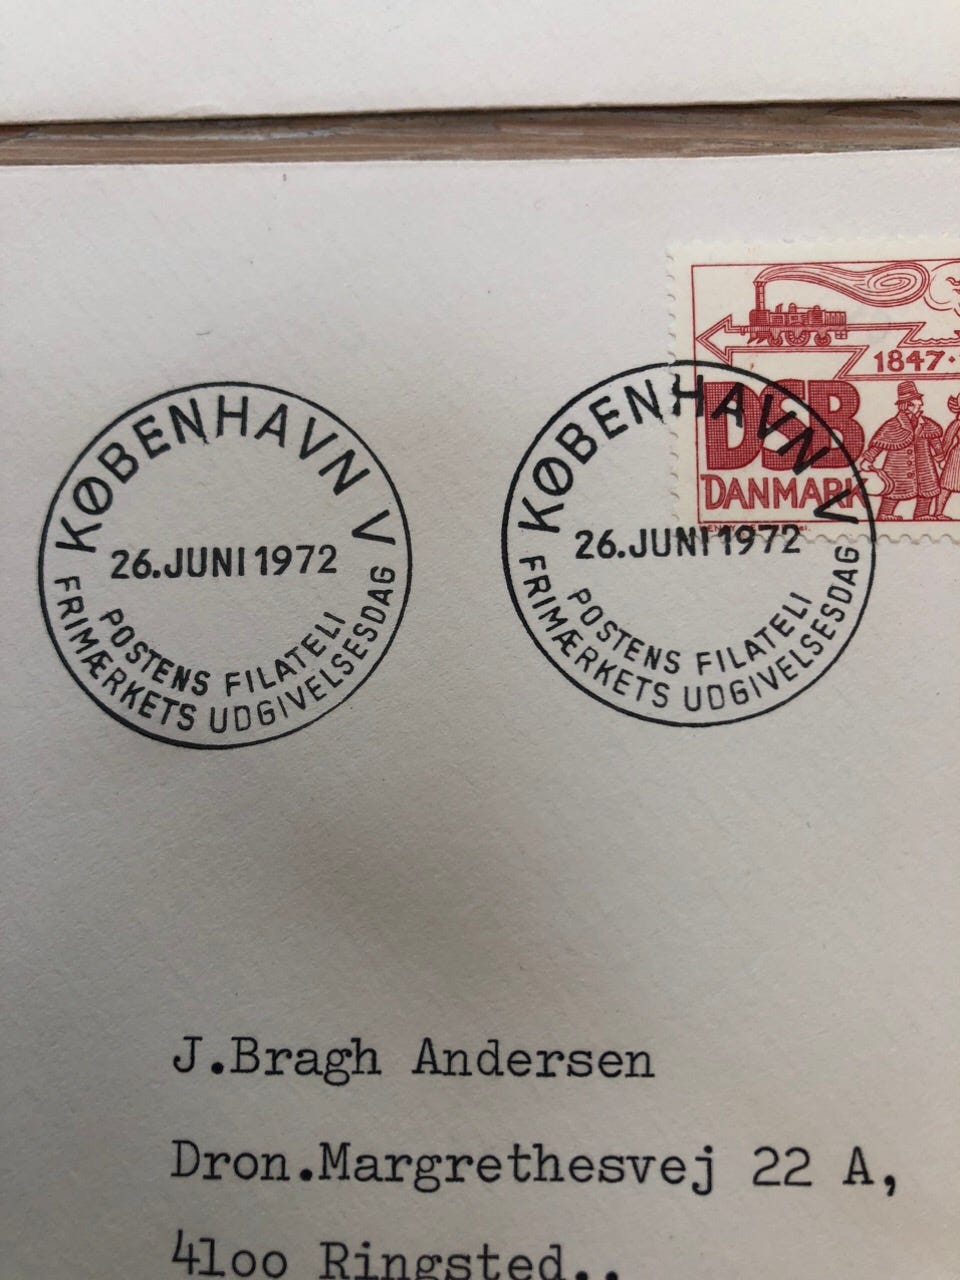 1847·
DSB
DANMARK
KØBENHAVN V
26.JUNI 1972
POSTENS FILATELI
FRIMÆRKETS UDGIVELSESDAG
KØBENHAVN V
26.JUNI 1972
POSTENS FILATELI
FRIMÆRKETS UDGIVELSESDAG
J.Bragh Andersen
Dron.Margrethesvej 22 A,
4loo Ringsted..